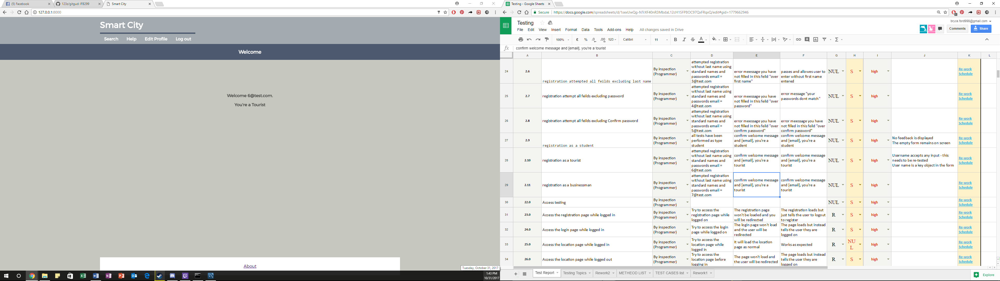 (5) Facebook
123z/gitgud: IFB299
Smart City
127.0.0.1:8000
Smart City
Search Help Edit Profile Log out
Welcome
Welcome 6@test.com.
You're a Tourist
About
Tuesday, October 31, 2017
1:43 PM
10/31/2017
Testing - Google Sheets
Secure https://docs.google.com/spreadsheets/d/1sexUwQg-NTrXF40nR3MbdaL12cH1SFP8OC97QxFRqxQ/edit#gid=1779662946
Testing
bryce.ford998@gmail.com
File Edit View Insert Format Data Tools Add-ons Help All changes saved in Drive
Comments Share
100% £ % .0 .00 123 Calibri 11 B I S A
fx confirm welcome message and [email], you're a tourist
A B C D E F G H I J K L
24
2.6
registration attempted all feilds excluding last name
By inspection
(Programmer)
attempted registration
without last name using
standard names and
passwords email =
3@test.com
error meessage you have
not filled in this feild "over
first name"
passes and allowes user to
enter without first name
entered
NUL S high
Re-work
Schedule
25
2.7
registration attempt all feilds excluding password
By inspection
(Programmer)
attempted registration
without last name using
standard names and
passwords email =
4@test.com
error meessage you have
not filled in this feild "over
password"
error message "your
passwords dont match"
NUL S high
Re-work
Schedule
26
2.8
registration attempt all feilds excluding Confirm password
By inspection
(Programmer)
attempted registration
without last name using
standard names and
passwords email =
5@test.com
error meessage you have
not filled in this feild "over
confirm password"
error meessage you have
not filled in this feild "over
confirm password"
NUL S high
Re-work
Schedule
27
2.9
registration as a student
By inspection
(Programmer)
all tests have been
performed as type
student
confirm welcome message
and [email], you're a
student
confirm welcome message
and [email], you're a
student
NUL S high
No feedback is displayed
The empty form remains on screen
Re-work
Schedule
28
2.10
registration as a tourist
By inspection
(Programmer)
attempted registration
without last name using
standard names and
passwords email =
6@test.com
confirm welcome message
and [email], you're a
tourist
confirm welcome message
and [email], you're a
tourist
NUL S high
Username accepts any input - this
needs to be re-tested
User name is a key object in the form
Re-work
Schedule
29
2.11
registration as a businessman
By inspection
(Programmer)
attempted registration
without last name using
standard names and
passwords email =
7@test.com
confirm welcome message
and [email], you're a
tourist
confirm welcome message
and [email], you're a
tourist
NUL S high
Re-work
Schedule
30
22.0
Access testing
By inspection
(Programmer)
NUL S high
Re-work
Schedule
31
23.0
Access the registration page while logged in
By inspection
(Programmer)
Try to access the
registration page while
logged on
The registration page
won't be loaded and you
will be redirected
The registration loads but
just tells the user to logout
to register
R S high
Re-work
Schedule
32
24.0
Access the login page while logged in
By inspection
(Programmer)
Try to access the login
page while logged on
The login page won't load
and the user will be
redirected
The page loads but instead
tells the user they are
logged on
R S high
Re-work
Schedule
33
25.0
Access the location page while logged in
By inspection
(Programmer)
Try to access the
location page while
logged in
It will load the location
page as normal
Works as expected
R
NU
L
high
Re-work
Schedule
34
26.0
Access the location page while logged out
By inspection
(Programmer)
Try to access the
location page before
logging in
The page won't load and
the user will be redirected
The page loads but instead
tells the user they are
logged on
R S high
Re-work
Schedule
Test Report Testing Topics Rework2 METHEOD LIST TEST CASES list Rework1
Explore